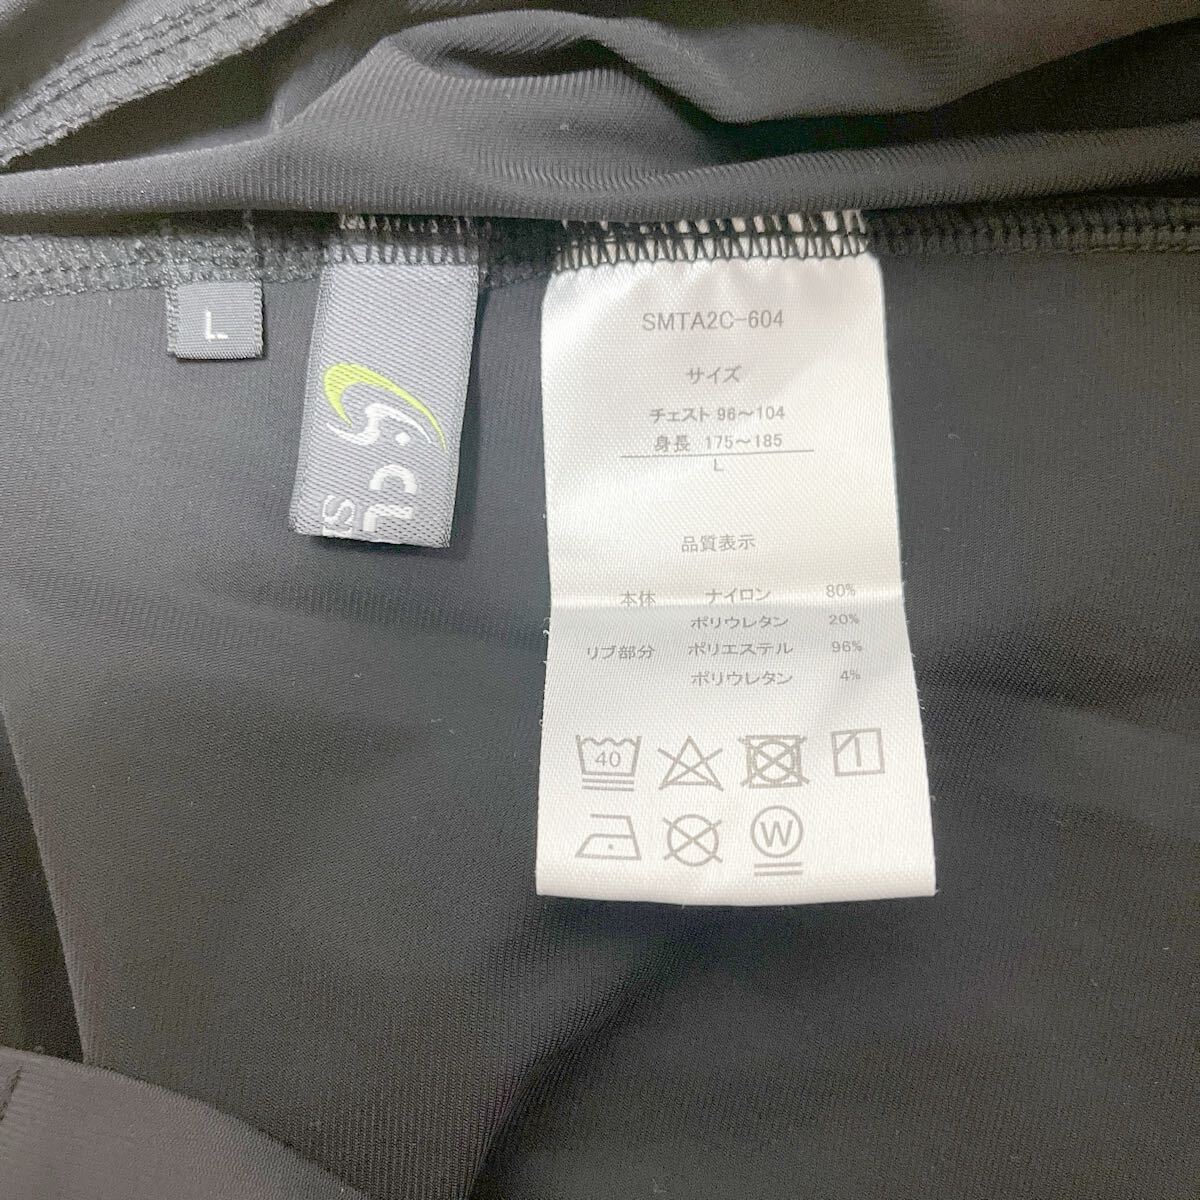 L
CL
SMTA2C-604
サイズ
チェスト 96～104
身長 175～185
L
品質表示
本体 ナイロン 80%
ポリウレタン 20%
リブ部分 ポリエステル 96%
ポリウレタン 4%
40
W